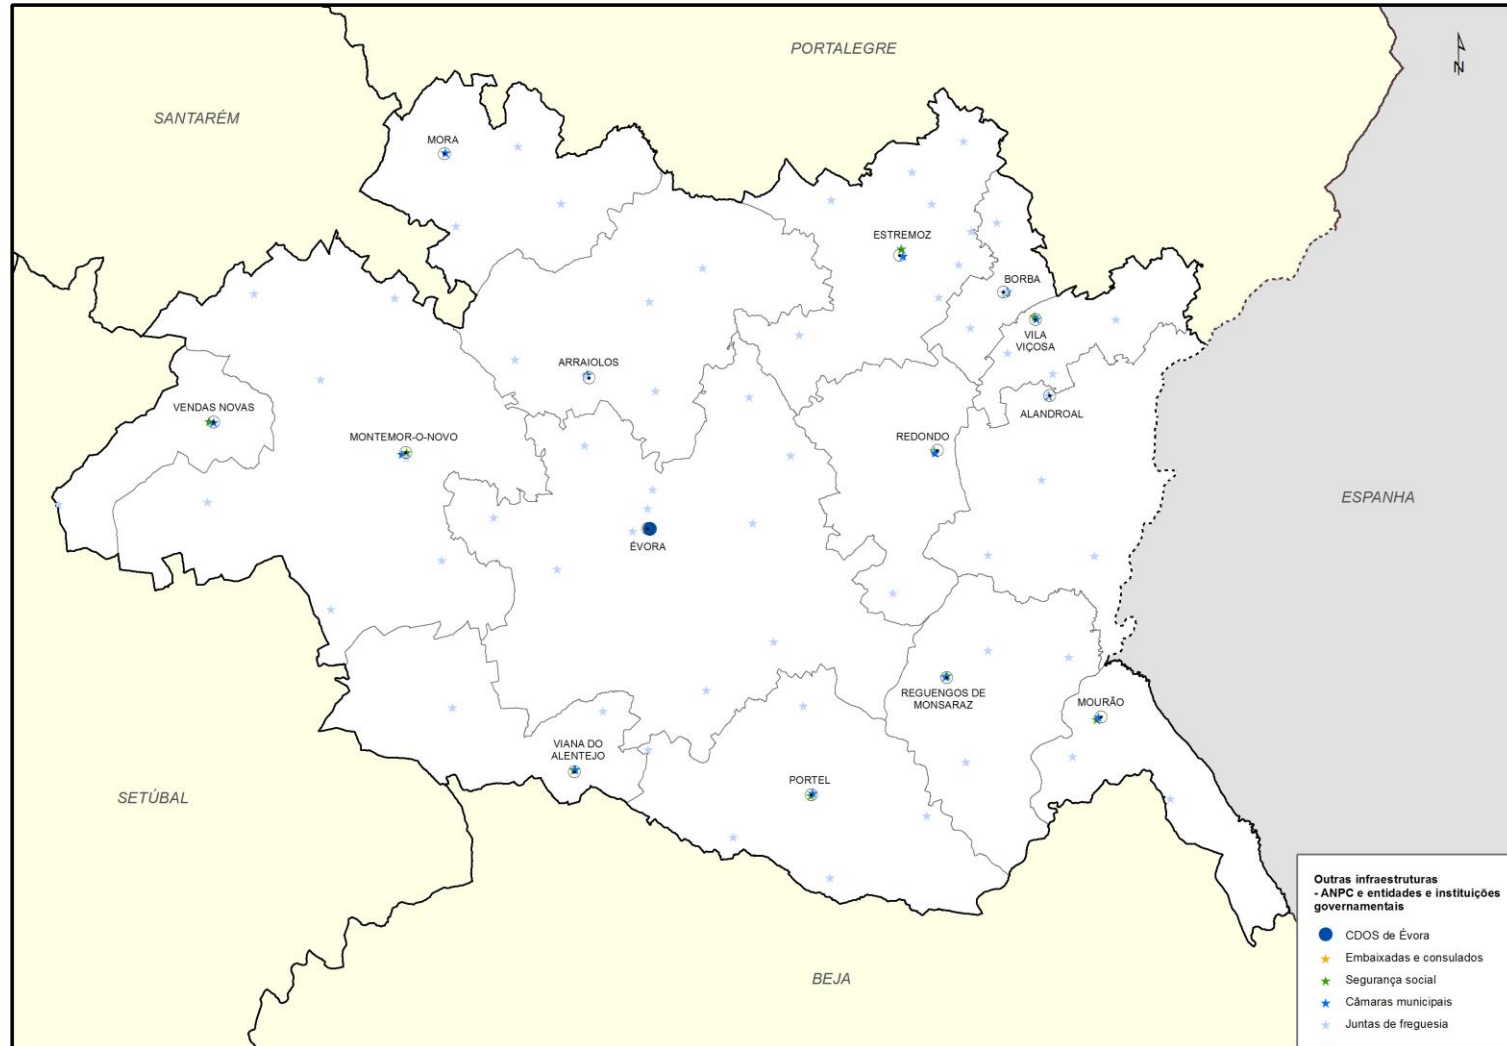 PORTALEGRE
N
SANTARÉM
MORA
ESTREMOZ
BORBA
VILA
VIÇOSA
ARRAIOLOS
ALANDROAL
VENDAS NOVAS
MONTEMOR-O-NOVO
REDONDO
ESPANHA
ÉVORA
REGUENGOS DE
MONSARAZ
MOURÃO
VIANA DO
ALENTEJO
PORTEL
SETÚBAL
BEJA
Outras infraestruturas
- ANPC e entidades e instituições
governamentais
CDOS de Évora
Embaixadas e consulados
Segurança social
Câmaras municipais
Juntas de freguesia